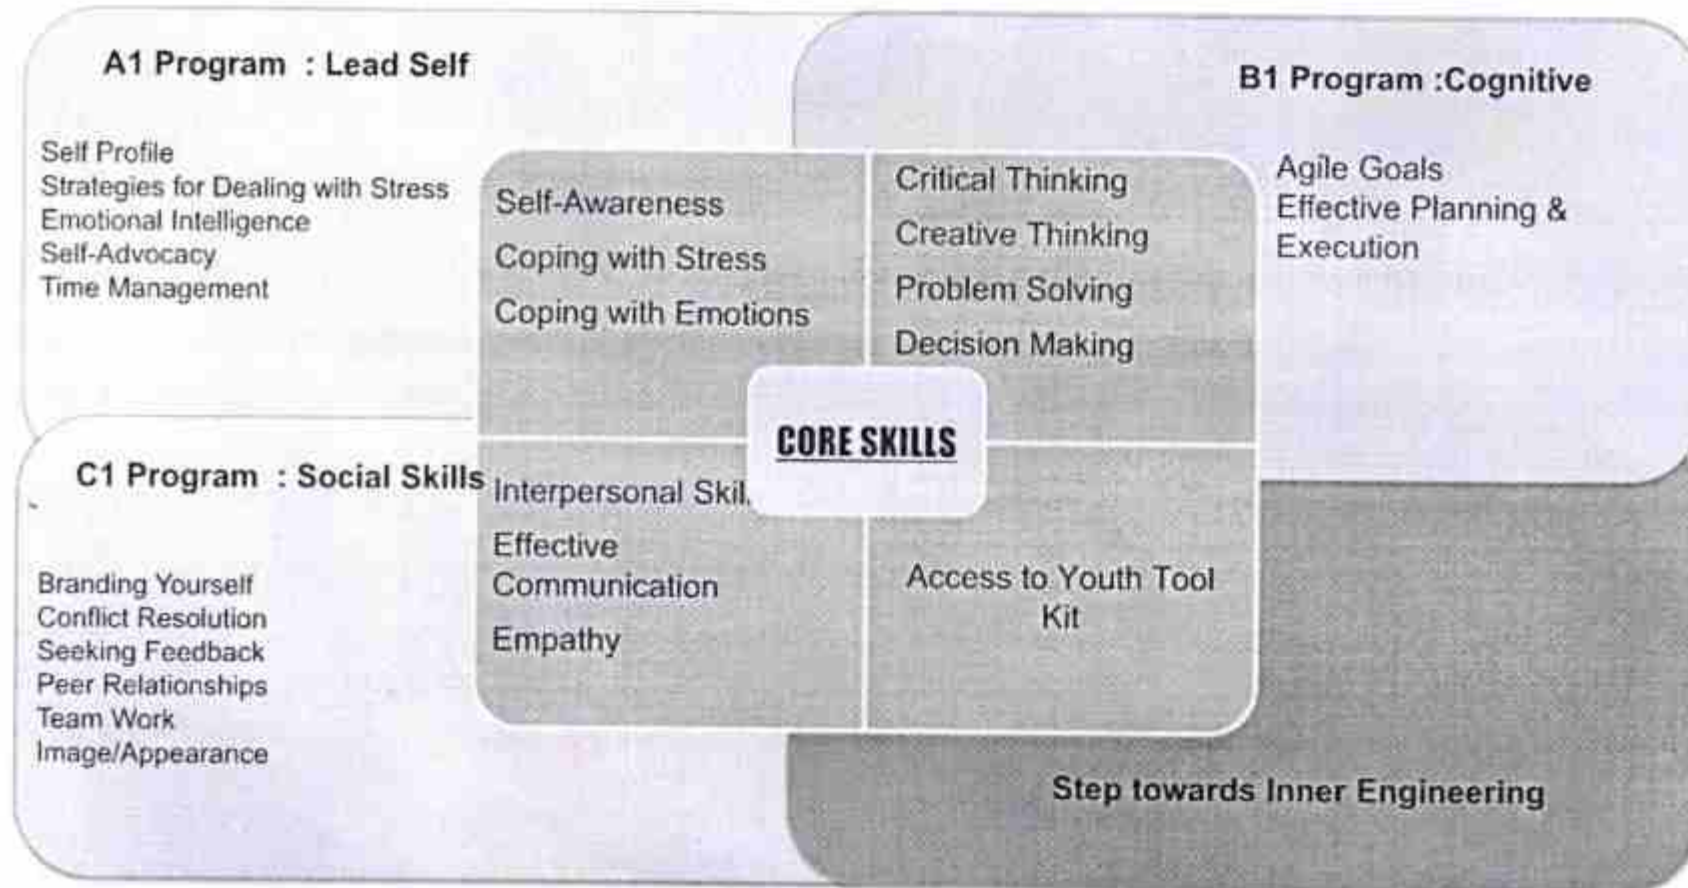 A1 Program : Lead Self
Self Profile
Strategies for Dealing with Stress
Emotional Intelligence
Self-Advocacy
Time Management
B1 Program :Cognitive
Agile Goals
Effective Planning &
Execution
Self-Awareness
Coping with Stress
Coping with Emotions
Critical Thinking
Creative Thinking
Problem Solving
Decision Making
CORE SKILLS
C1 Program : Social Skills
Branding Yourself
Conflict Resolution
Seeking Feedback
Peer Relationships
Team Work
Image/Appearance
Interpersonal Skil
Effective
Communication
Empathy
Access to Youth Tool
Kit
Step towards Inner Engineering